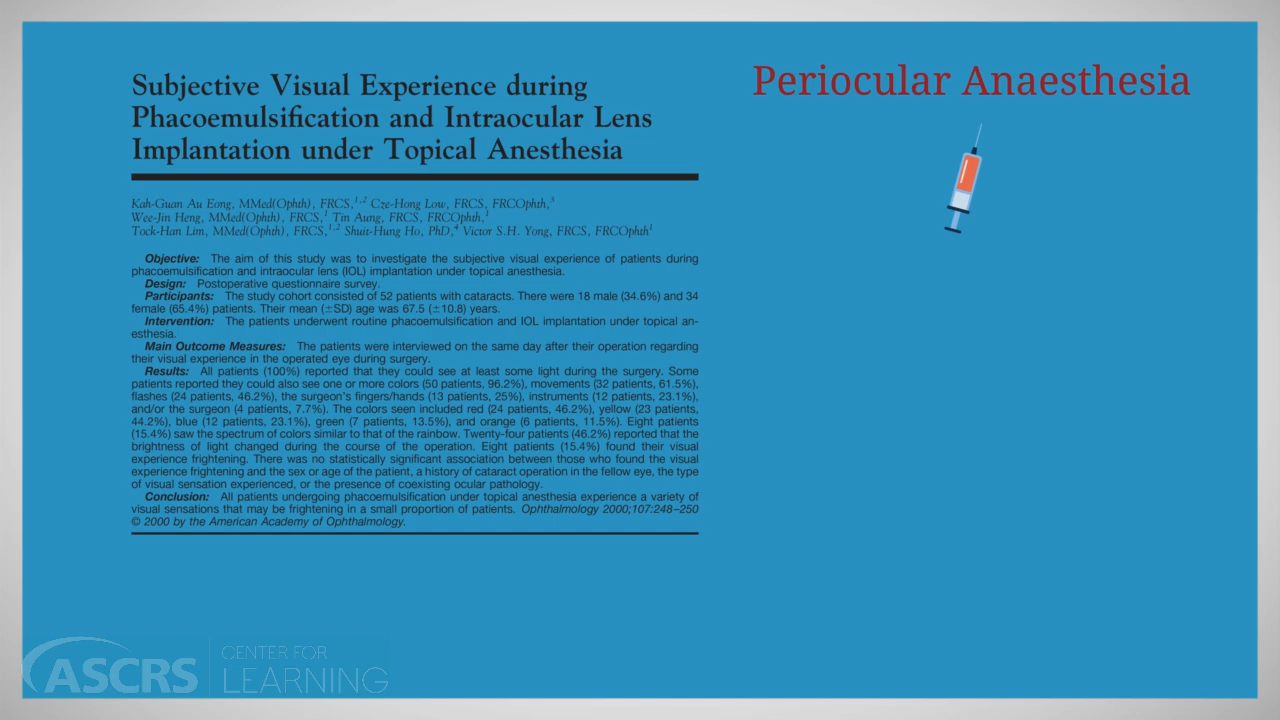 Subjective Visual Experience during
Phacoemulsification and Intraocular Lens
Implantation under Topical Anesthesia
Kah-Guan Au Eong, MMed(Ophth), FRCS,1,2 Cze-Hong Low, FRCS, FRCOphth,3
Wee-Jin Heng, MMed(Ophth), FRCS,1 Tin Aung, FRCS, FRCOphth,1
Tock-Han Lim, MMed(Ophth), FRCS,1,2 Shuit-Hung Ho, PhD,4 Victor S.H. Yong, FRCS, FRCOphth1
Objective: The aim of this study was to investigate the subjective visual experience of patients during
phacoemulsification and intraocular lens (IOL) implantation under topical anesthesia.
Design: Postoperative questionnaire survey.
Participants: The study cohort consisted of 52 patients with cataracts. There were 18 male (34.6%) and 34
female (65.4%) patients. Their mean (±SD) age was 67.5 (±10.8) years.
Intervention: The patients underwent routine phacoemulsification and IOL implantation under topical an-
esthesia.
Main Outcome Measures: The patients were interviewed on the same day after their operation regarding
their visual experience in the operated eye during surgery.
Results: All patients (100%) reported that they could see at least some light during the surgery. Some
patients reported they could also see one or more colors (50 patients, 96.2%), movements (32 patients, 61.5%),
flashes (24 patients, 46.2%), the surgeon's fingers/hands (13 patients, 25%), instruments (12 patients, 23.1%),
and/or the surgeon (4 patients, 7.7%). The colors seen included red (24 patients, 46.2%), yellow (23 patients,
44.2%), blue (12 patients, 23.1%), green (7 patients, 13.5%), and orange (6 patients, 11.5%). Eight patients
(15.4%) saw the spectrum of colors similar to that of the rainbow. Twenty-four patients (46.2%) reported that the
brightness of light changed during the course of the operation. Eight patients (15.4%) found their visual
experience frightening. There was no statistically significant association between those who found the visual
experience frightening and the sex or age of the patient, a history of cataract operation in the fellow eye, the type
of visual sensation experienced, or the presence of coexisting ocular pathology.
Conclusion: All patients undergoing phacoemulsification under topical anesthesia experience a variety of
visual sensations that may be frightening in a small proportion of patients. Ophthalmology 2000;107:248–250
© 2000 by the American Academy of Ophthalmology.
Periocular Anaesthesia
ASCRS
CENTER FOR
LEARNING